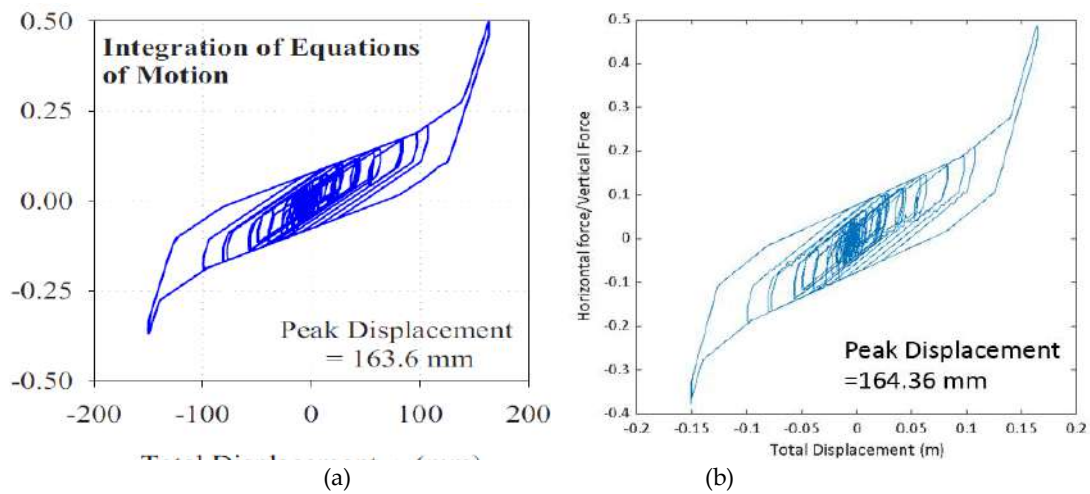 0.50
Integration of Equations
of Motion
0.25
0.00
-0.25
Peak Displacement
= 163.6 mm
-0.50
-200
-100
0
100
200
(a)
0.5
0.4
0.3
0.2
0.1
0
-0.1
-0.2
-0.3
-0.4
Horizontal force/Vertical Force
Peak Displacement
=164.36 mm
-0.2
-0.15
-0.1
-0.05
0
0.05
0.1
0.15
0.2
Total Displacement (m)
(b)